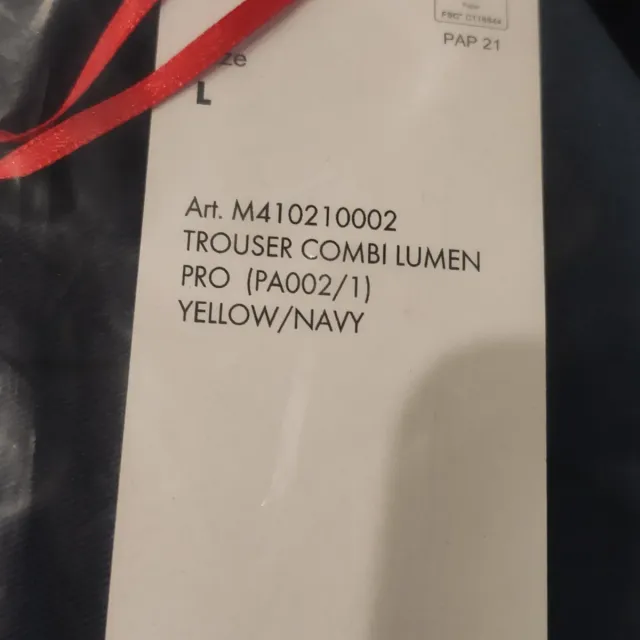 PAP 21
L
Art. M410210002
TROUSER COMBI LUMEN
PRO (PA002/1)
YELLOW/NAVY